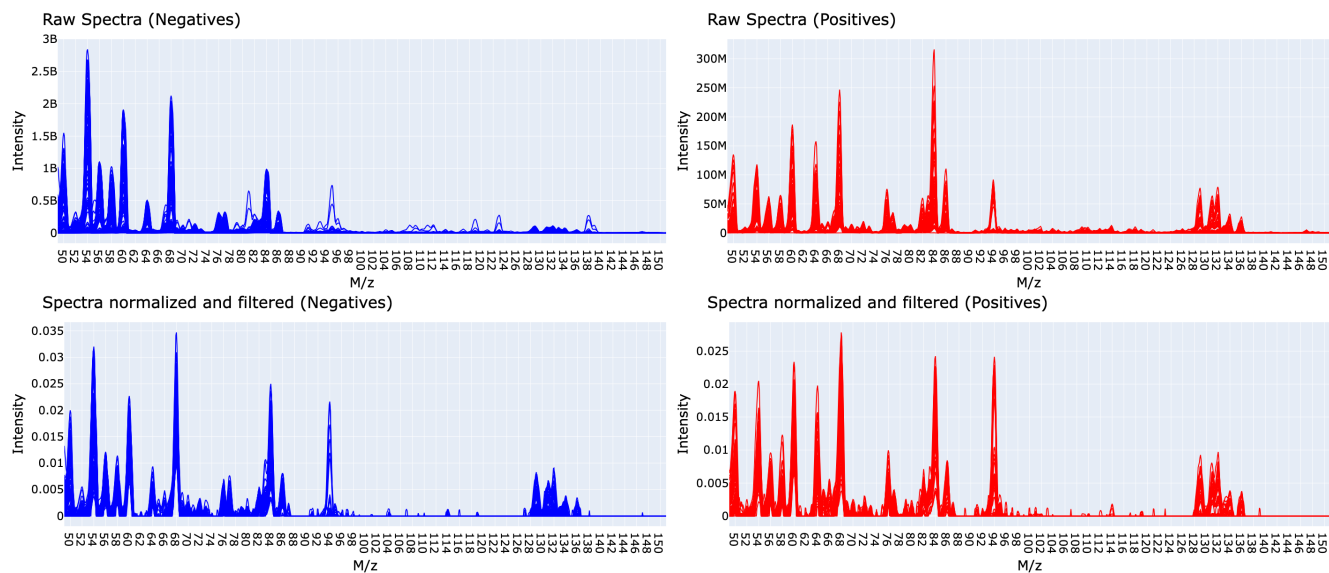 Raw Spectra (Negatives)
3B
2.5B
2B
1.5B
1B
0.5B
0
Intensity
50 52 54 56 58 60 62 64 66 68 70 72 74 76 78 80 82 84 86 88 90 92 94 96 98 100 102 104 106 108 110 112 114 116 118 120 122 124 126 128 130 132 134 136 138 140 142 144 146 148 150
M/z
Raw Spectra (Positives)
300M
250M
200M
150M
100M
50M
0
Intensity
50 52 54 56 58 60 62 64 66 68 70 72 74 76 78 80 82 84 86 88 90 92 94 96 98 100 102 104 106 108 110 112 114 116 118 120 122 124 126 128 130 132 134 136 138 140 142 144 146 148 150
M/z
Spectra normalized and filtered (Negatives)
0.035
0.03
0.025
0.02
0.015
0.01
0.005
0
Intensity
50 52 54 56 58 60 62 64 66 68 70 72 74 76 78 80 82 84 86 88 90 92 94 96 98 100 102 104 106 108 110 112 114 116 118 120 122 124 126 128 130 132 134 136 138 140 142 144 146 148 150
M/z
Spectra normalized and filtered (Positives)
0.025
0.02
0.015
0.01
0.005
0
Intensity
50 52 54 56 58 60 62 64 66 68 70 72 74 76 78 80 82 84 86 88 90 92 94 96 98 100 102 104 106 108 110 112 114 116 118 120 122 124 126 128 130 132 134 136 138 140 142 144 146 148 150
M/z